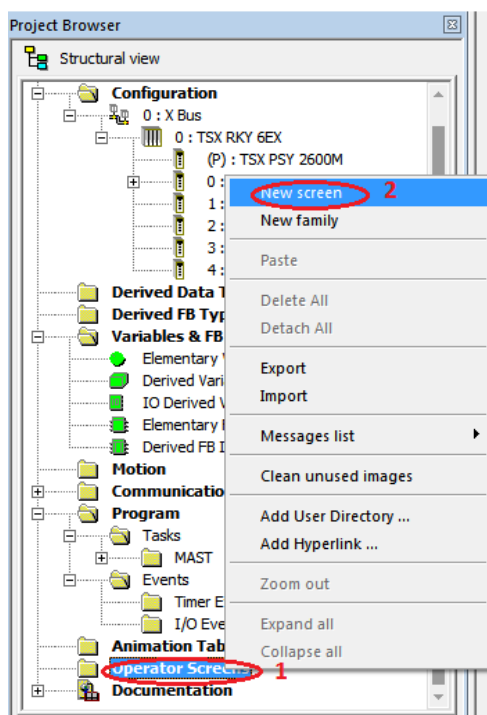 Project Browser
Structural view
Configuration
0 : X Bus
0 : TSX RKY 6EX
(P) : TSX PSY 2600M
0 :
1 :
2 :
3 :
4 :
Derived Data T
Derived FB Typ
Variables & FB
Elementary V
Derived Vari
IO Derived V
Elementary
Derived FB I
Motion
Communicatio
Program
Tasks
MAST
Events
Timer E
I/O Eve
Animation Tab
Operator Screens
1
Documentation
New screen
2
New family
Paste
Delete All
Detach All
Export
Import
Messages list
Clean unused images
Add User Directory ...
Add Hyperlink ...
Zoom out
Expand all
Collapse all